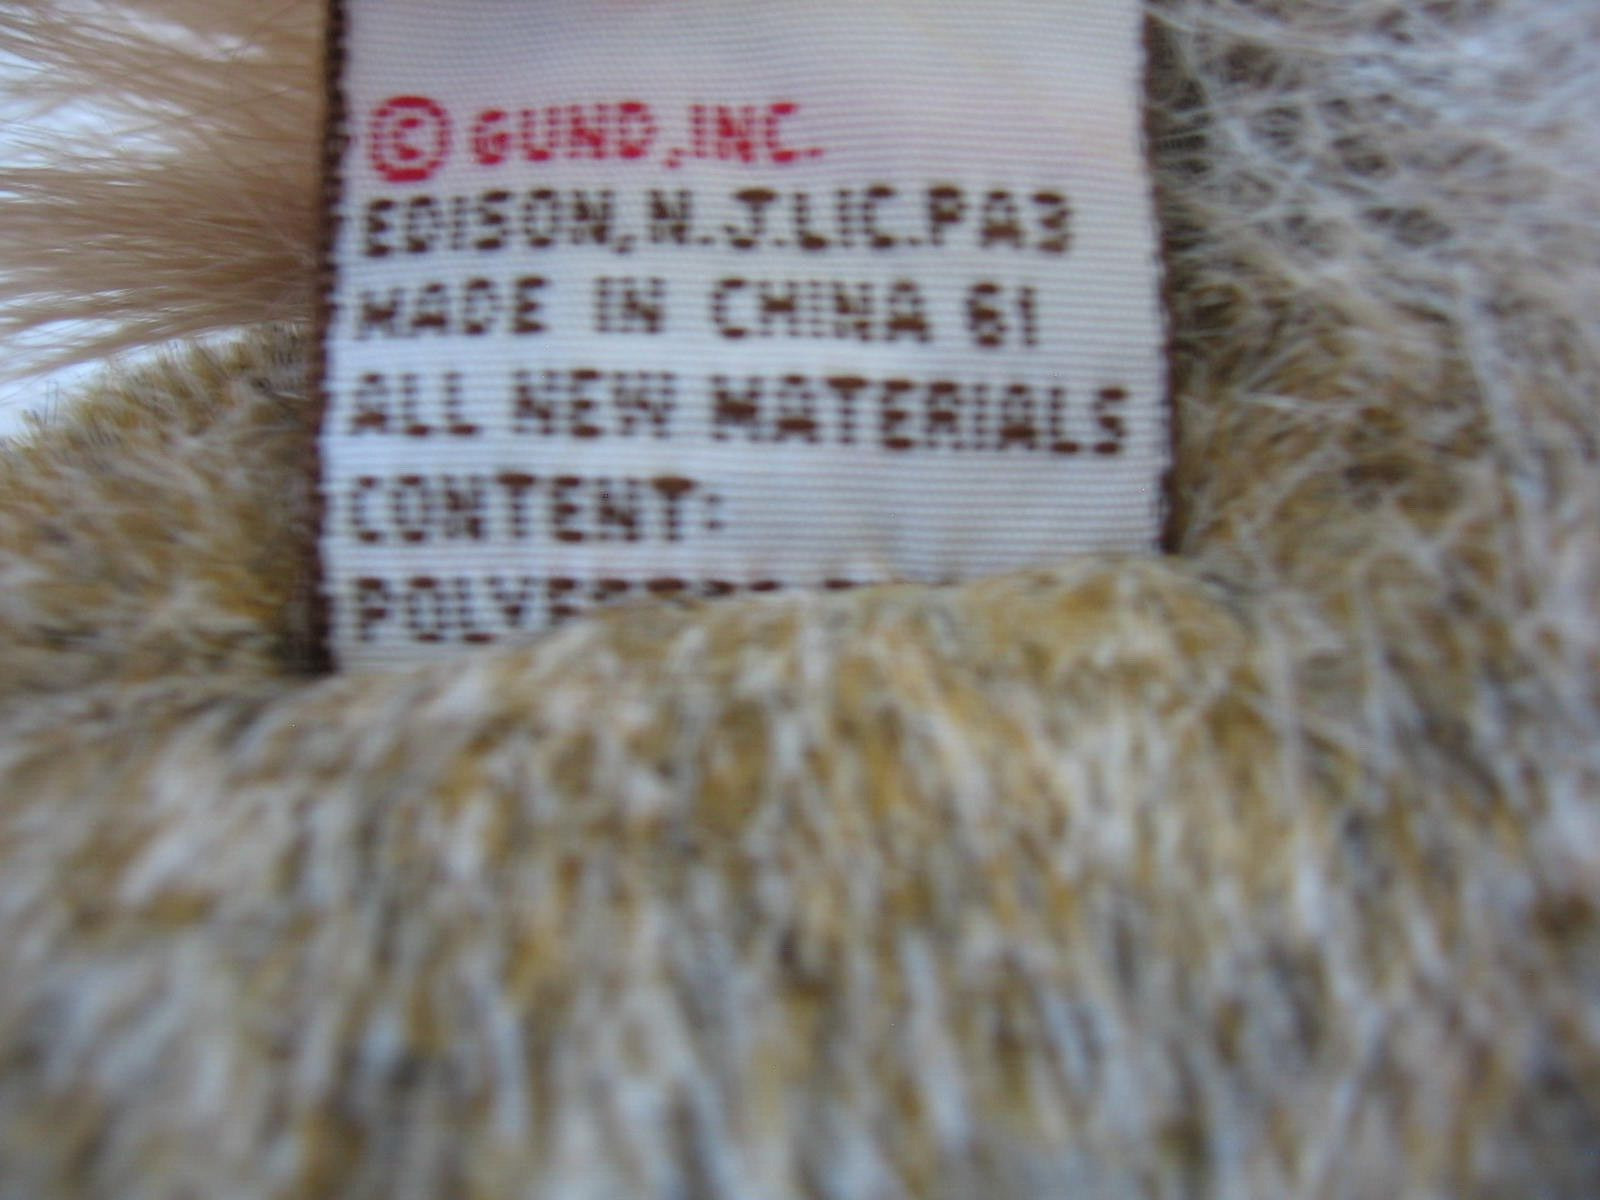 © GUND, INC.
EDISON, N.J. LIC. PA3
MADE IN CHINA 61
ALL NEW MATERIALS
CONTENT: